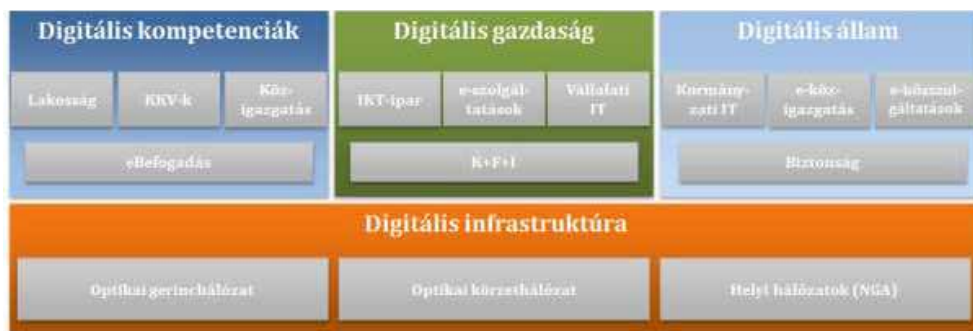 Digitális kompetenciák
Lakosság
KKV-k
Köz-
igazgatás
eBefogadás
Digitális gazdaság
IKT-ipar
e-szolgál-
tatások
Vállalati
IT
K+F+I
Digitális állam
Kormány-
zati IT
e-köz-
igazgatás
e-közszol-
gáltatások
Biztonság
Digitális infrastruktúra
Optikai gerinchálózat
Optikai körzethálózat
Helyi hálózatok (NGA)